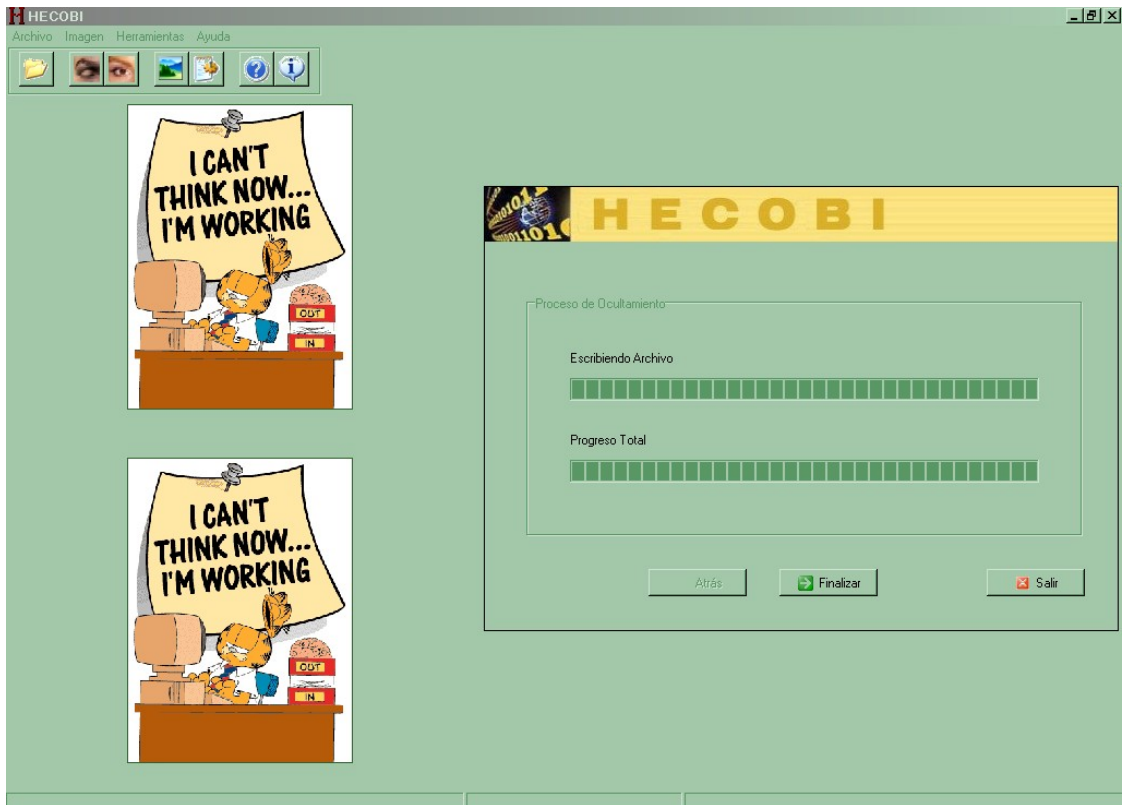 HECOBI
Archivo Imagen Herramientas Ayuda
I CAN'T
THINK NOW...
I'M WORKING
OUT
IN
I CAN'T
THINK NOW...
I'M WORKING
OUT
IN
HECOBI
Proceso de Ocultamiento
Escribiendo Archivo
Progreso Total
Atrás Finalizar Salir